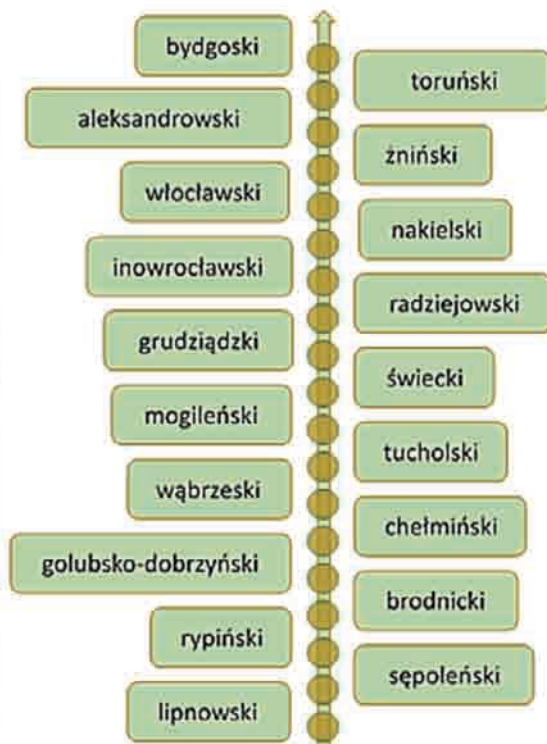 bydgoski
toruński
aleksandrowski
żniński
włocławski
nakielski
inowrocławski
radziejowski
grudziądzki
świecki
mogileński
tucholski
wąbrzeski
chełmiński
golubsko-dobrzyński
brodnicki
rypiński
sępoleński
lipnowski